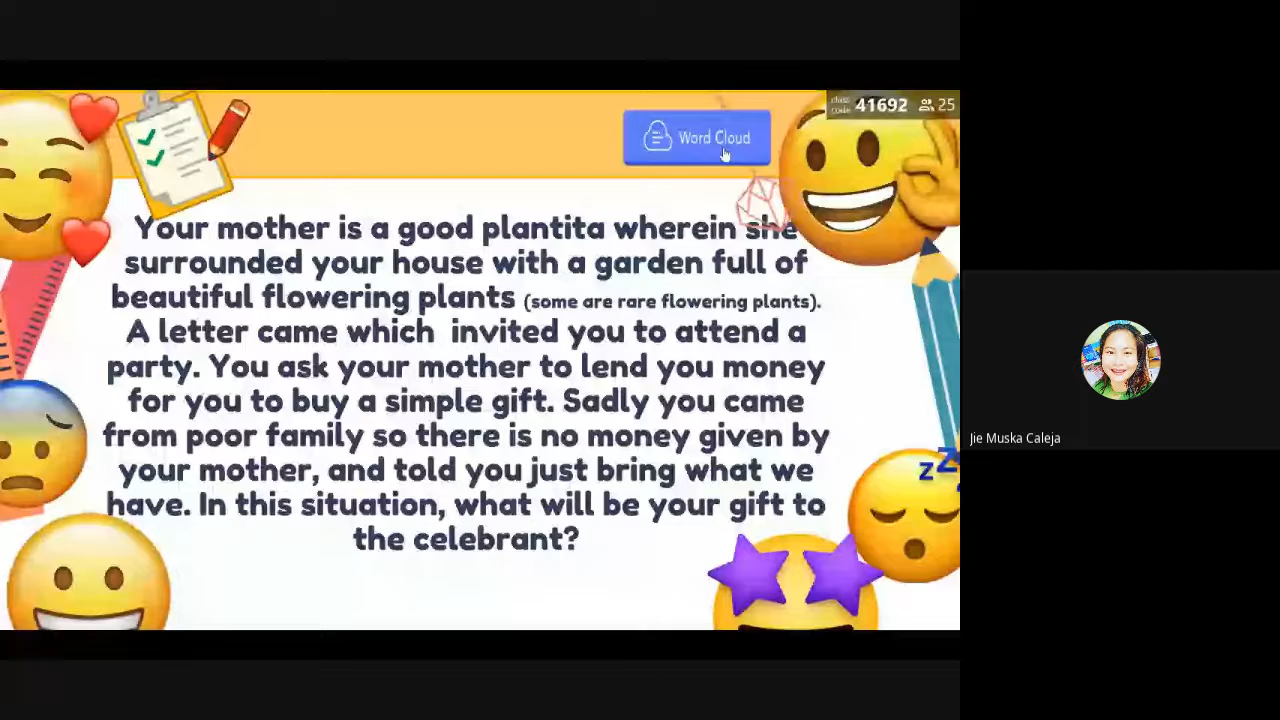 class
code: 41692 25
Word Cloud
Your mother is a good plantita wherein she
surrounded your house with a garden full of
beautiful flowering plants (some are rare flowering plants).
A letter came which invited you to attend a
party. You ask your mother to lend you money
for you to buy a simple gift. Sadly you came
from poor family so there is no money given by
your mother, and told you just bring what we
have. In this situation, what will be your gift to
the celebrant?
z Z
Jie Muska Caleja